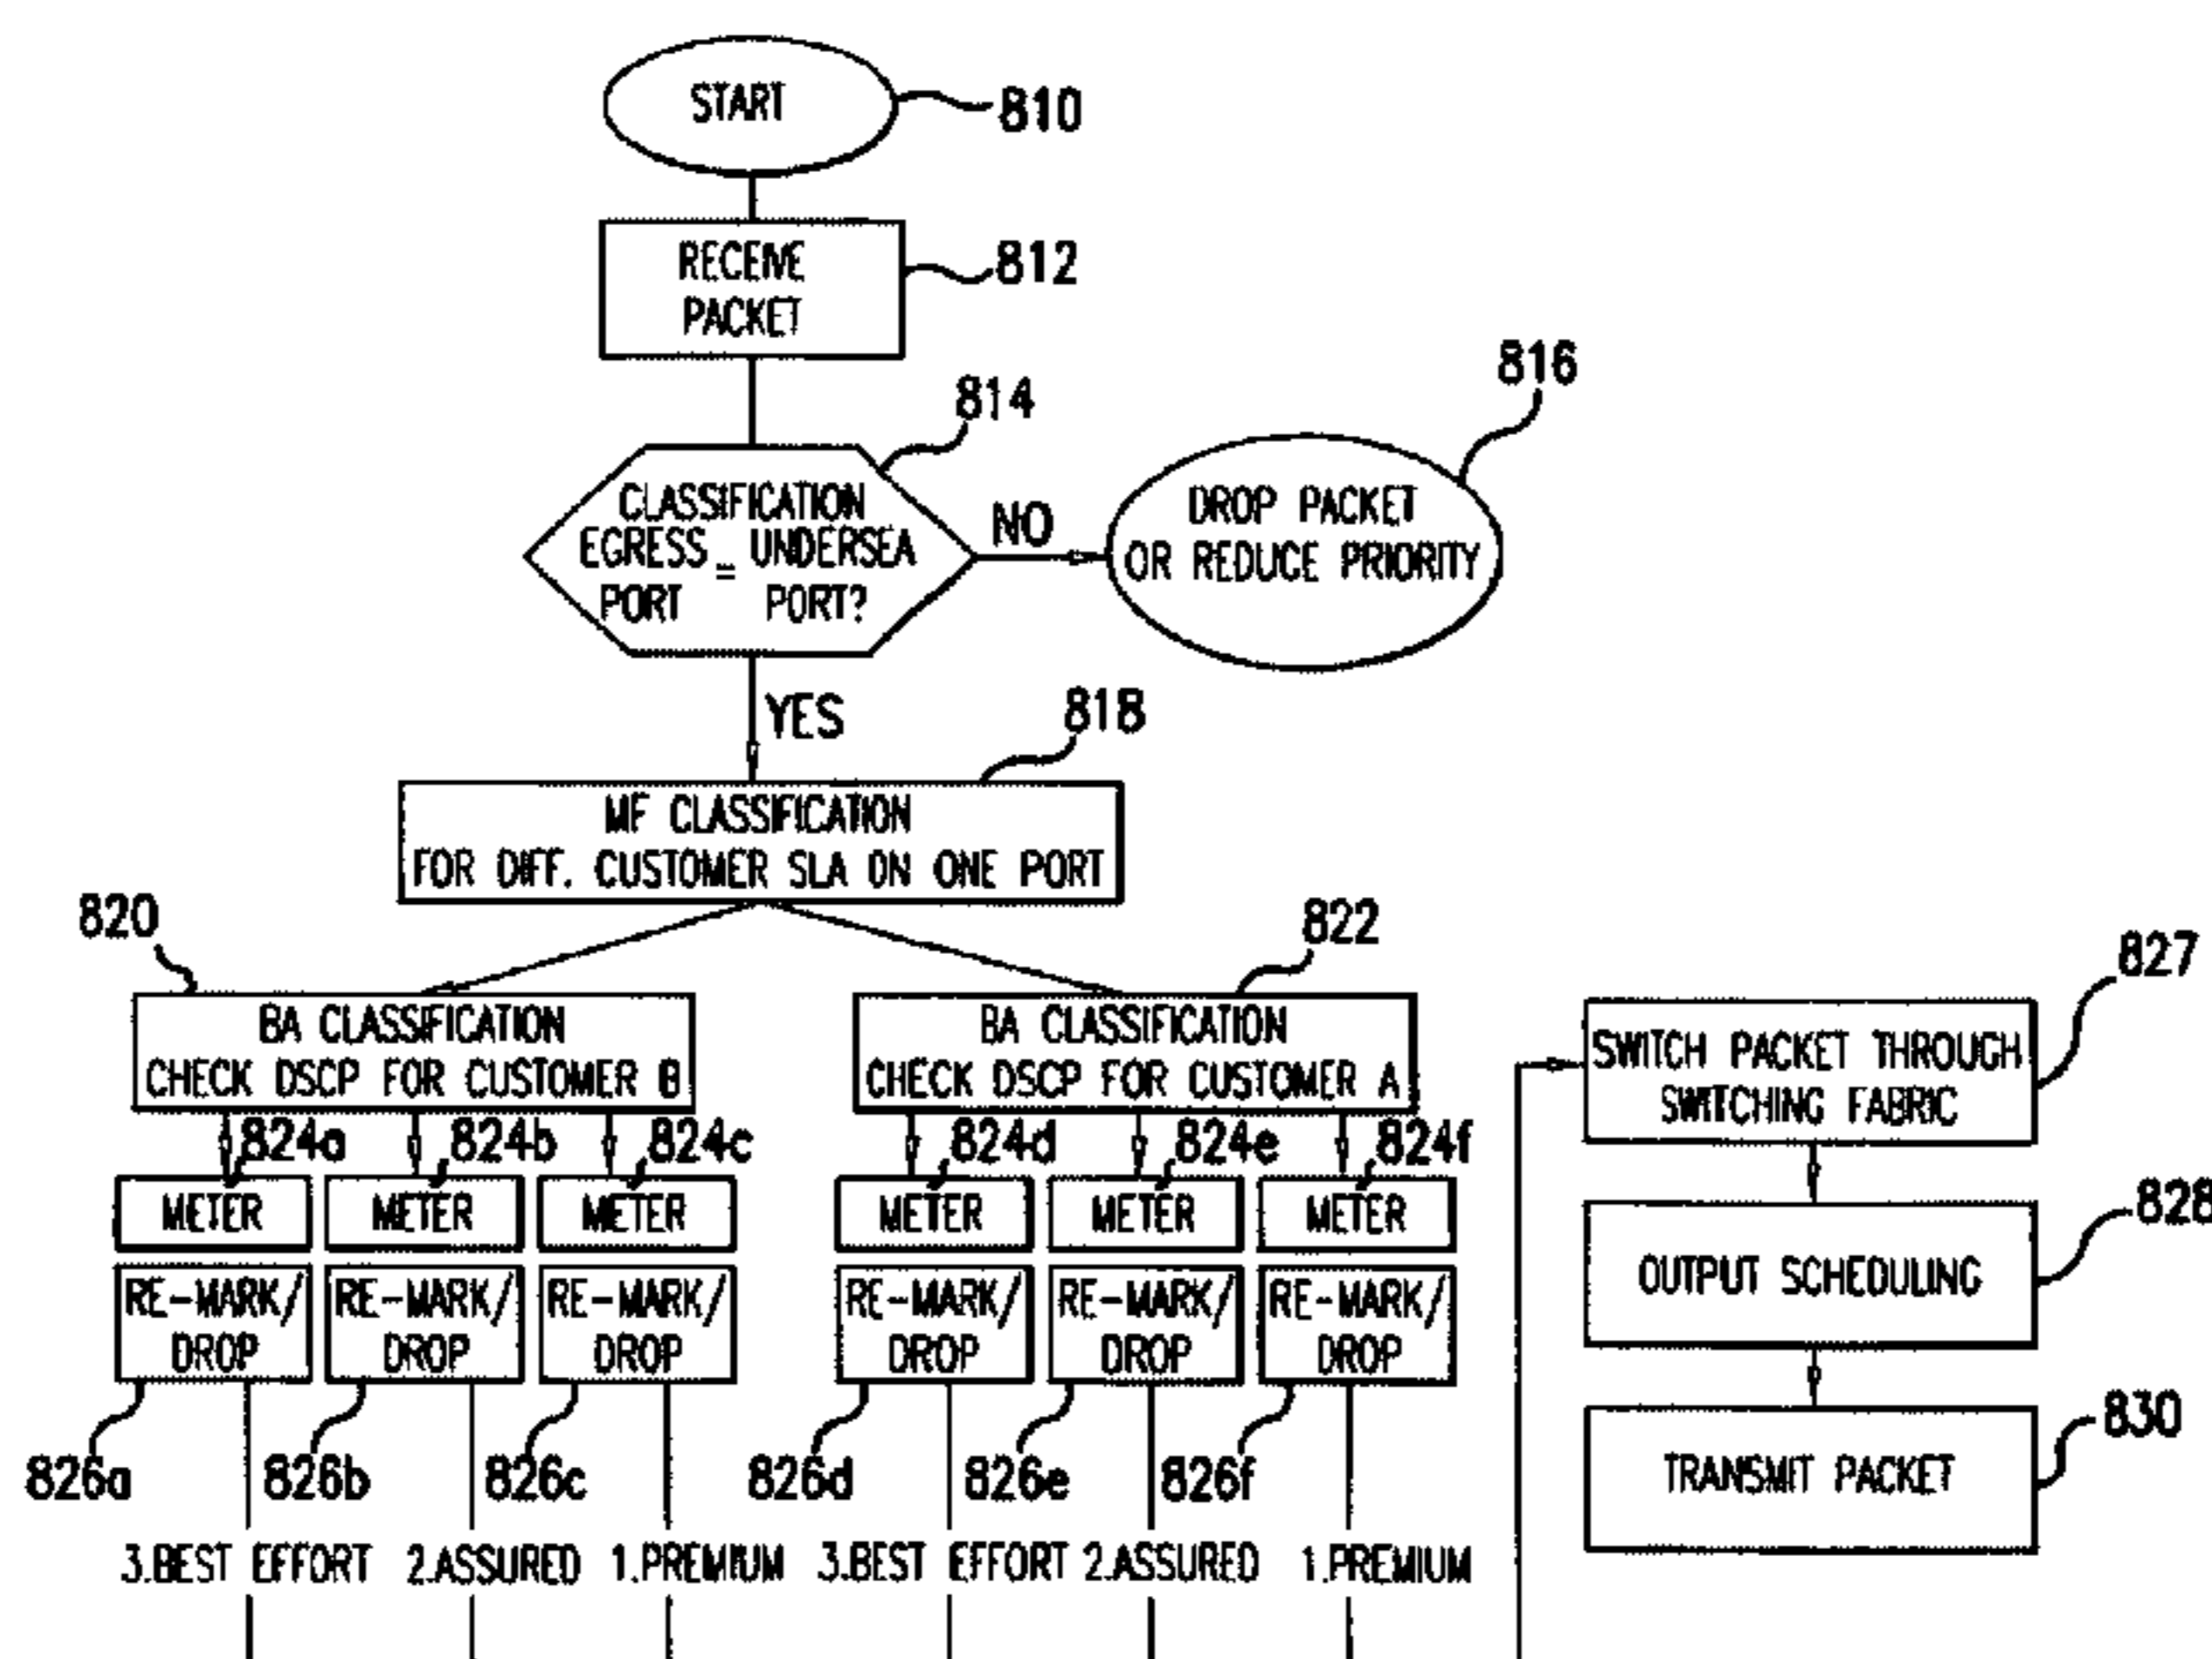 START
810
RECEIVE
PACKET
812
814
CLASSIFICATION
EGRESS = UNDERSEA
PORT PORT?
NO
816
DROP PACKET
OR REDUCE PRIORITY
YES
818
MF CLASSIFICATION
FOR DIFF. CUSTOMER SLA ON ONE PORT
820
BA CLASSIFICATION
CHECK DSCP FOR CUSTOMER B
822
BA CLASSIFICATION
CHECK DSCP FOR CUSTOMER A
824a 824b 824c 824d 824e 824f
METER METER METER METER METER METER
RE-MARK/ RE-MARK/ RE-MARK/ RE-MARK/ RE-MARK/ RE-MARK/
DROP DROP DROP DROP DROP DROP
826a 826b 826c 826d 826e 826f
3.BEST EFFORT 2.ASSURED 1.PREMIUM 3.BEST EFFORT 2.ASSURED 1.PREMIUM
827
SWITCH PACKET THROUGH
SWITCHING FABRIC
828
OUTPUT SCHEDULING
830
TRANSMIT PACKET